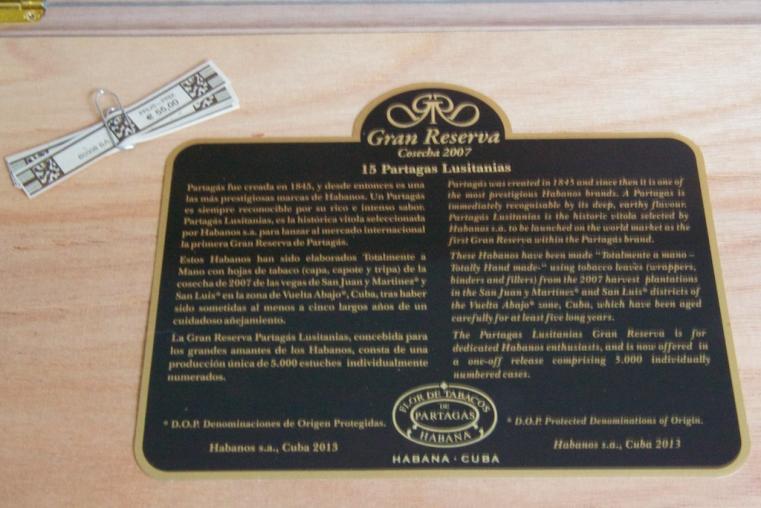 € 55,00
Gran Reserva
Cosecha 2007
15 Partagas Lusitanias
Partagás fue creada en 1845, y desde entonces es una
las más prestigiosas marcas de Habanos. Un Partagás
es siempre reconocible por su rico e intenso sabor.
Partagás Lusitanias, es la histórica vitola seleccionada
por Habanos s.a. para lanzar al mercado internacional
la primera Gran Reserva de Partagás.
Estos Habanos han sido elaborados Totalmente a
Mano con hojas de tabaco (capa, capote y tripa) de la
cosecha de 2007 de las vegas de San Juan y Martínez* y
San Luis* en la zona de Vuelta Abajo*, Cuba, tras haber
sido sometidas al menos a cinco largos años de un
cuidadoso añejamiento.
La Gran Reserva Partagás Lusitanias, concebida para
los grandes amantes de los Habanos, consta de una
producción única de 5.000 estuches individualmente
numerados.
* D.O.P. Denominaciones de Origen Protegidas.
Habanos s.a., Cuba 2013
Partagás was created in 1845 and since then it is one of
the most prestigious Habanos brands. A Partagás is
immediately recognisable by its deep, earthy flavour.
Partagás Lusitanias is the historic vitola selected by
Habanos s.a. to be launched on the world market as the
first Gran Reserva within the Partagás brand.
These Habanos have been made "Totalmente a mano –
Totally Hand made-" using tobacco leaves (wrappers,
binders and fillers) from the 2007 harvest plantations
in the San Juan y Martínez* and San Luis* districts of
the Vuelta Abajo* zone, Cuba, which have been aged
carefully for at least five long years.
The Partagas Lusitanias Gran Reserva is for
dedicated Habanos enthusiasts, and is now offered in
a one-off release comprising 5.000 individually
numbered cases.
* D.O.P. Protected Denominations of Origin.
Habanos s.a., Cuba 2013
FLOR DE TABACOS
DE
PARTAGAS
HABANA
HABANA · CUBA